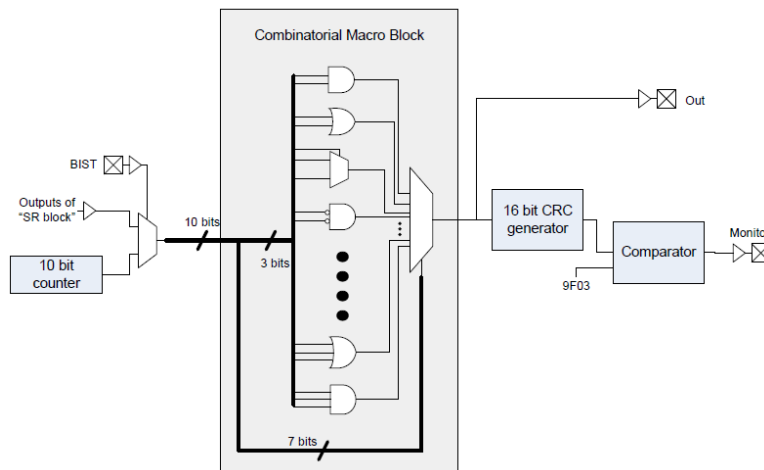 Combinatorial Macro Block
Out
BIST
Outputs of
"SR block"
10 bits
3 bits
10 bit
counter
16 bit CRC
generator
Comparator
Monito
9F03
7 bits